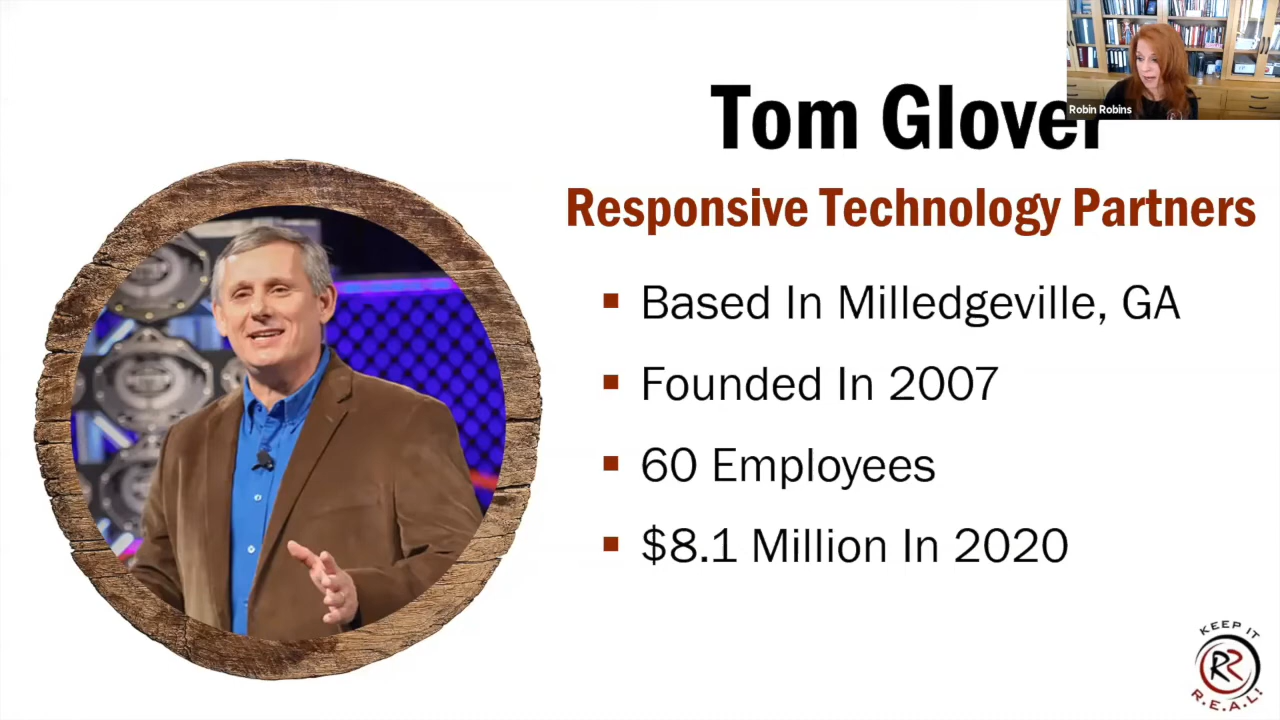 Tom Glover
Robin Robins
Responsive Technology Partners
Based In Milledgeville, GA
Founded In 2007
60 Employees
$8.1 Million In 2020
KEEP IT
RR
R.E.A.L!